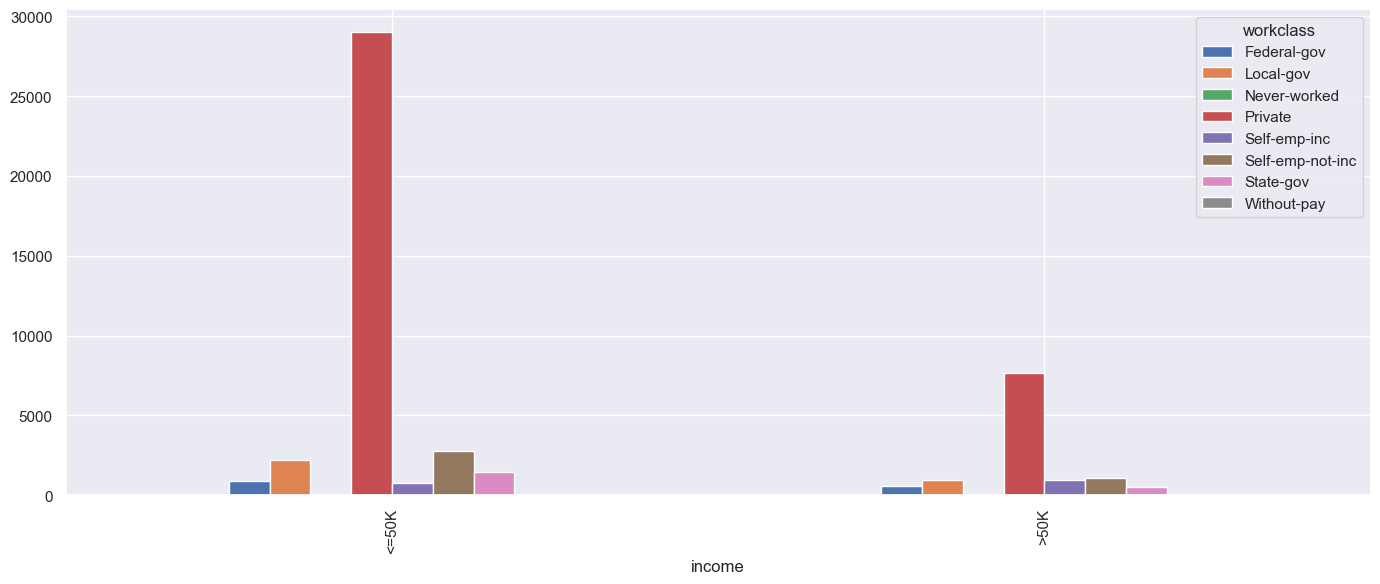 30000
25000
20000
15000
10000
5000
0
workclass
Federal-gov
Local-gov
Never-worked
Private
Self-emp-inc
Self-emp-not-inc
State-gov
Without-pay
<=50K
>50K
income